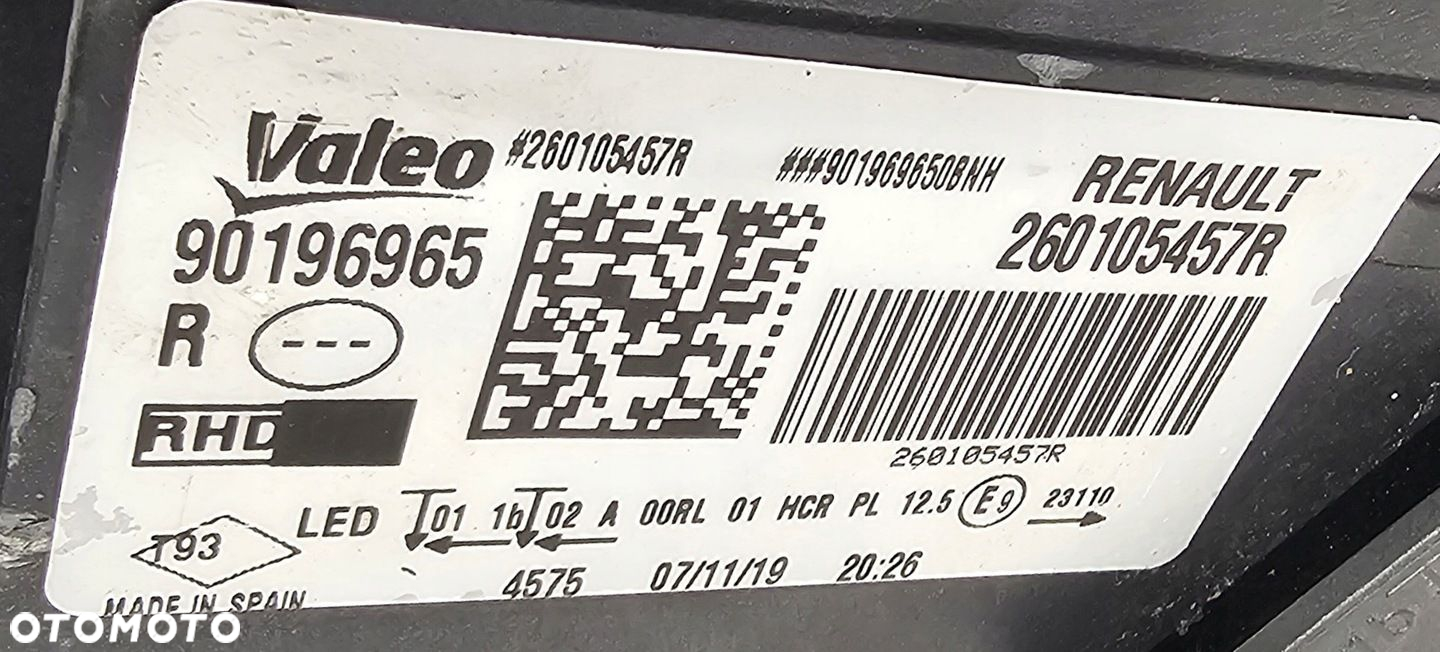 Valeo #260105457R ###901969650BNH RENAULT
90196965 260105457R
R ---
RHD
260105457R
LED 01 1b 02 A 00RL 01 HCR PL 12.5 E9 23110
T93
4575 07/11/19 20:26
MADE IN SPAIN
OTOMOTO